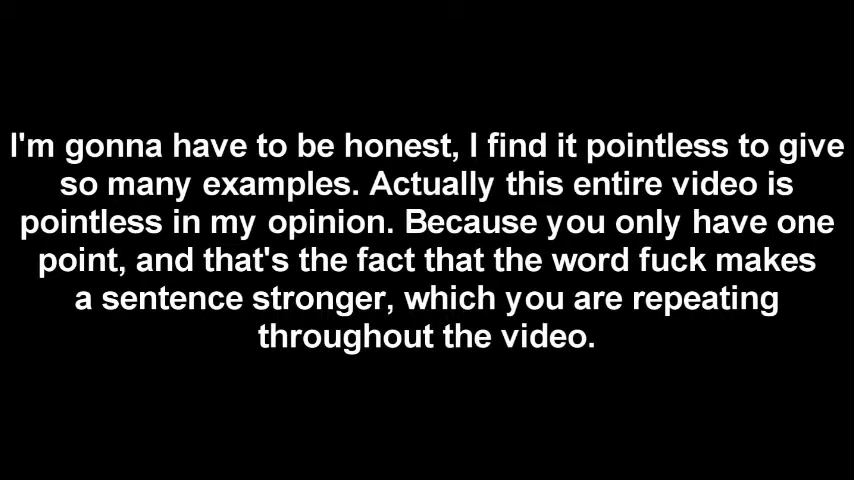 I'm gonna have to be honest, I find it pointless to give
so many examples. Actually this entire video is
pointless in my opinion. Because you only have one
point, and that's the fact that the word fuck makes
a sentence stronger, which you are repeating
throughout the video.